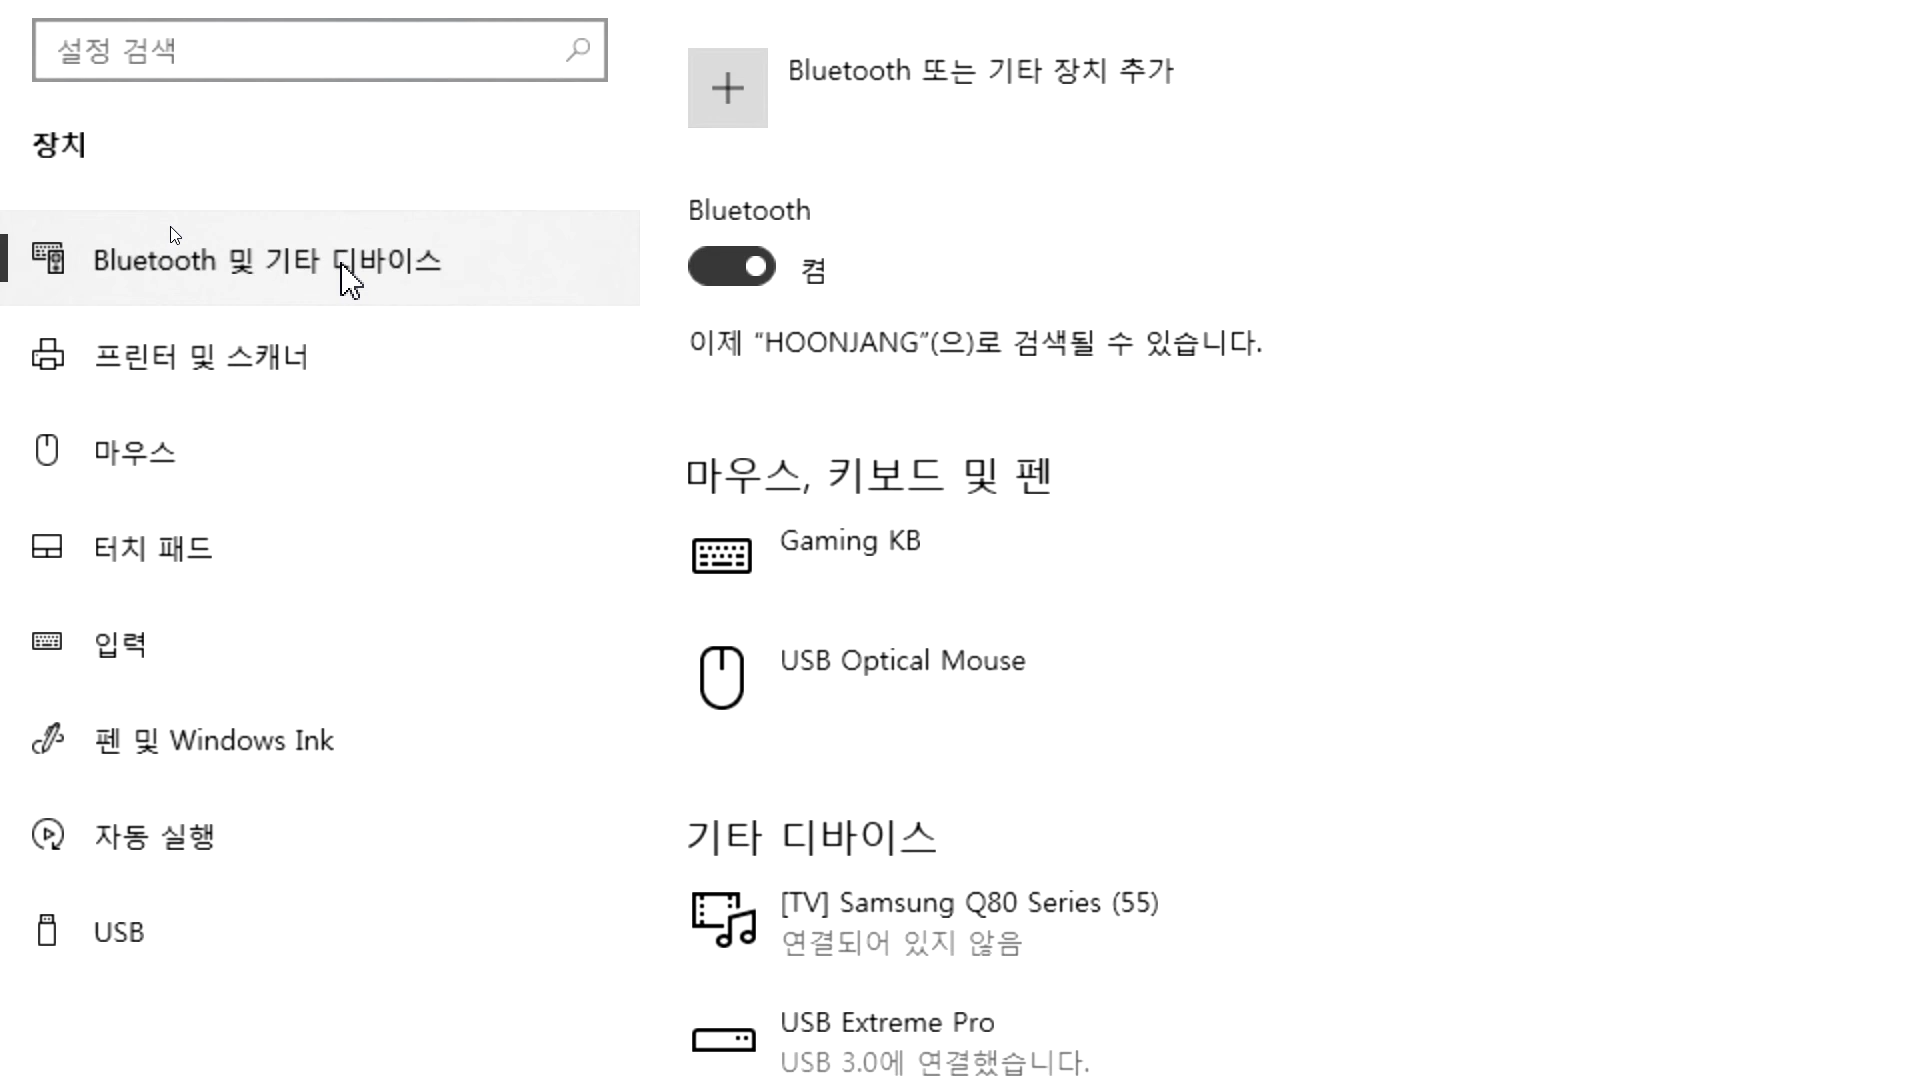 설정 검색
장치
Bluetooth 및 기타 디바이스
프린터 및 스캐너
마우스
터치 패드
입력
펜 및 Windows Ink
자동 실행
USB
Bluetooth 또는 기타 장치 추가
Bluetooth
켬
이제 “HOONJANG”(으)로 검색될 수 있습니다.
마우스, 키보드 및 펜
Gaming KB
USB Optical Mouse
기타 디바이스
[TV] Samsung Q80 Series (55)
연결되어 있지 않음
USB Extreme Pro
USB 3.0에 연결했습니다.